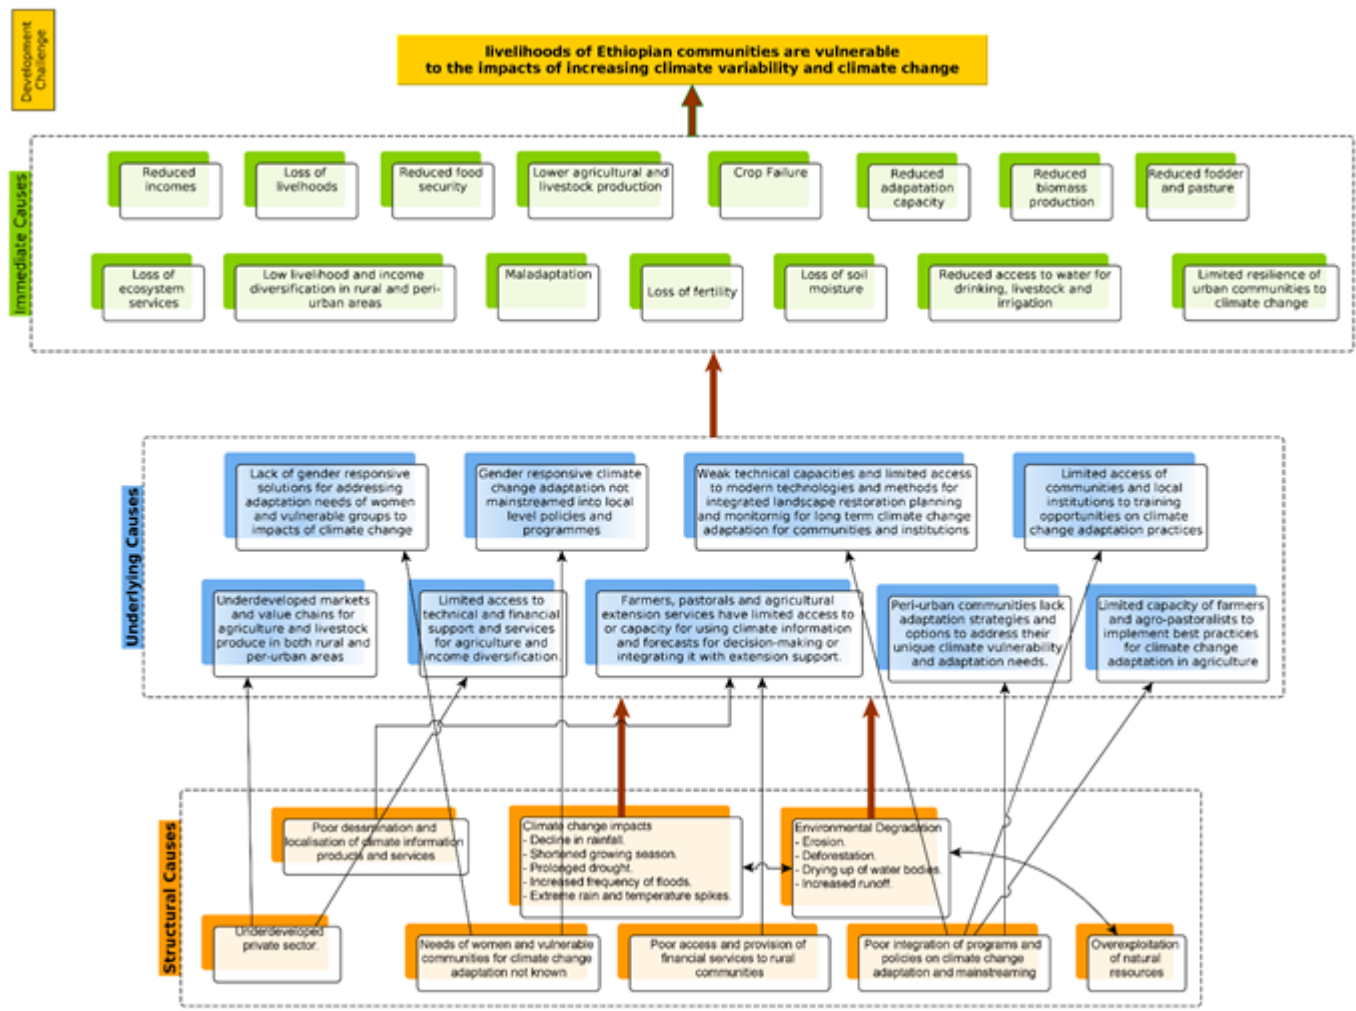 Development
Challenge
livelihoods of Ethiopian communities are vulnerable
to the impacts of increasing climate variability and climate change
Immediate Causes
Reduced
incomes
Loss of
livelhoods
Reduced food
security
Lower agricultural and
livestock production
Crop Failure
Reduced
adapatation
capacity
Reduced
biomass
production
Reduced fodder
and pasture
Loss of
ecosystem
services
Low livelihood and income
diversification in rural and peri-
urban areas
Maladaptation
Loss of fertility
Loss of soil
moisture
Reduced access to water for
drinking, livestock and
irrigation
Limited resilience of
urban communities to
climate change
Underlying Causes
Lack of gender responsive
solutions for addressing
adaptation needs of women
and vulnerable groups to
impacts of climate change
Gender responsive climate
change adaptation not
mainstreamed into local
level policies and
programmes
Weak technical capacities and limited access
to modern technologies and methods for
integrated landscape restoration planning
and monitornig for long term climate change
adaptation for communities and institutions
Limited access of
communities and local
institutions to training
opportunities on climate
change adaptation practices
Underdeveloped markets
and value chains for
agriculture and livestock
produce in both rural and
per-urban areas
Limited access to
technical and financial
support and services
for agriculture and
income diversification.
Farmers, pastorals and agricultural
extension services have limited access to
or capacity for using climate information
and forecasts for decision-making or
integrating it with extension support.
Peri-urban communities lack
adaptation strategies and
options to address their
unique climate vulnerability
and adaptation needs.
Limited capacity of farmers
and agro-pastoralists to
implement best practices
for climate change
adaptation in agriculture
Structural Causes
Poor dessmination and
localisation of climate information
products and services
Climate change impacts
- Decline in rainfall.
- Shortened growing season.
- Prolonged drought.
- Increased frequency of floods.
- Extreme rain and temperature spikes.
Environmental Degradation
- Erosion.
- Deforestation.
- Drying up of water bodies.
- Increased runoff.
Underdeveloped
private sector.
Needs of women and vulnerable
communities for climate change
adaptation not known
Poor access and provision of
financial services to rural
communities
Poor integration of programs and
policies on climate change
adaptation and mainstreaming
Overexploitation
of natural
resources